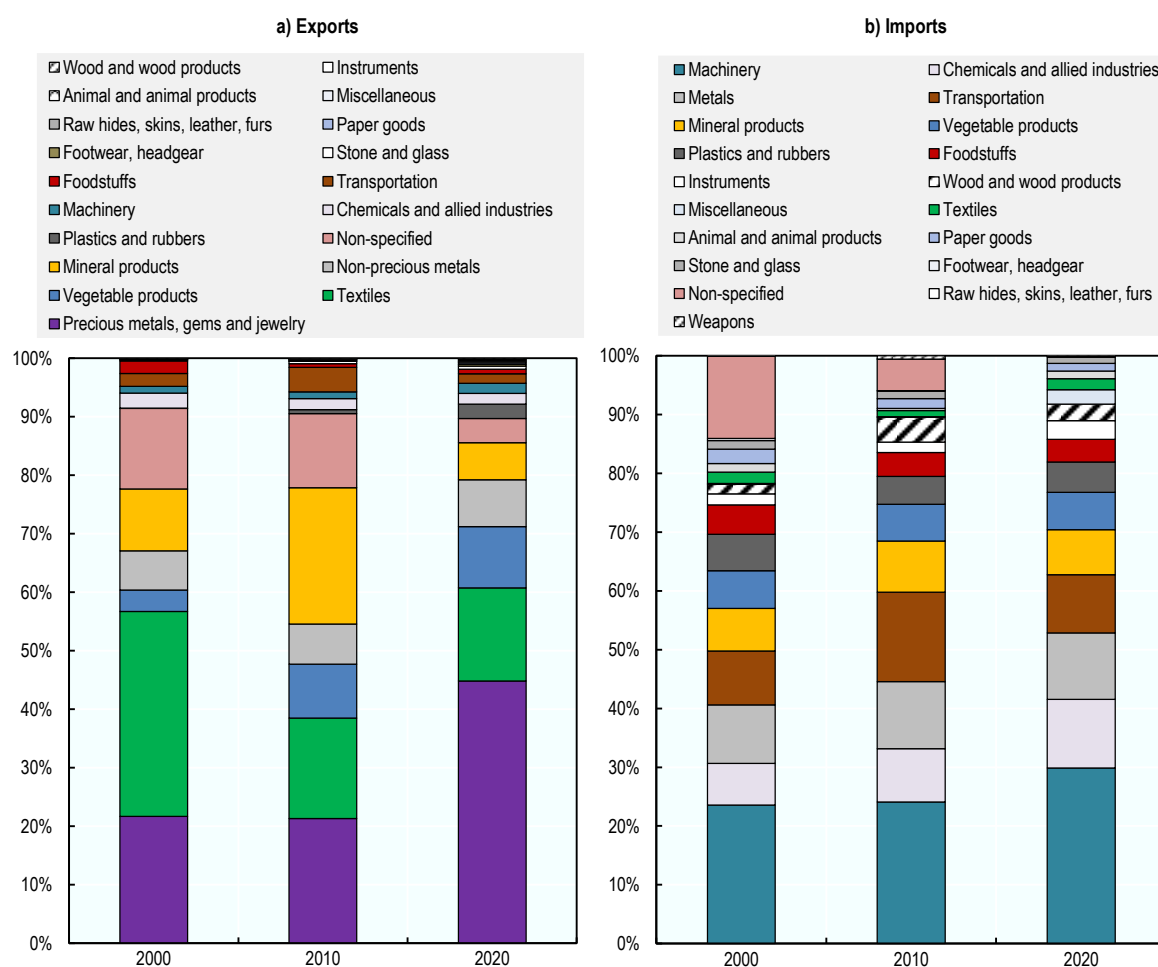 a) Exports
Wood and wood products Instruments
Animal and animal products Miscellaneous
Raw hides, skins, leather, furs Paper goods
Footwear, headgear Stone and glass
Foodstuffs Transportation
Machinery Chemicals and allied industries
Plastics and rubbers Non-specified
Mineral products Non-precious metals
Vegetable products Textiles
Precious metals, gems and jewelry
100%
90%
80%
70%
60%
50%
40%
30%
20%
10%
0%
2000 2010 2020
b) Imports
Machinery Chemicals and allied industries
Metals Transportation
Mineral products Vegetable products
Plastics and rubbers Foodstuffs
Instruments Wood and wood products
Miscellaneous Textiles
Animal and animal products Paper goods
Stone and glass Footwear, headgear
Non-specified Raw hides, skins, leather, furs
Weapons
100%
90%
80%
70%
60%
50%
40%
30%
20%
10%
0%
2000 2010 2020